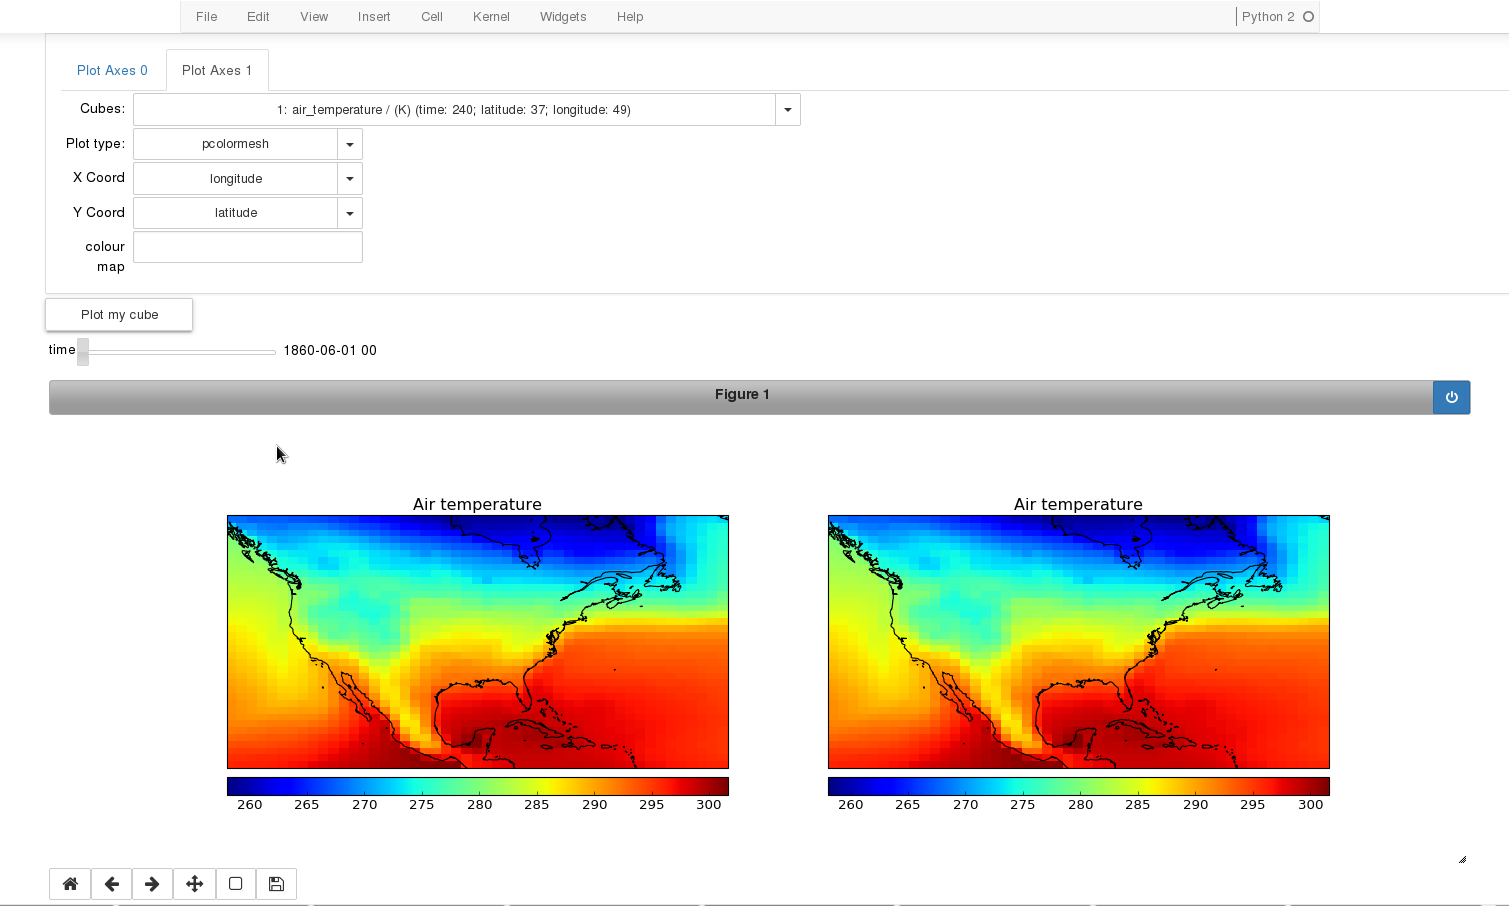 File Edit View Insert Cell Kernel Widgets Help Python 2
Plot Axes 0 Plot Axes 1
Cubes: 1: air_temperature / (K) (time: 240; latitude: 37; longitude: 49)
Plot type: pcolormesh
X Coord longitude
Y Coord latitude
colour
map
Plot my cube
time 1860-06-01 00
Figure 1
Air temperature Air temperature
260 265 270 275 280 285 290 295 300 260 265 270 275 280 285 290 295 300